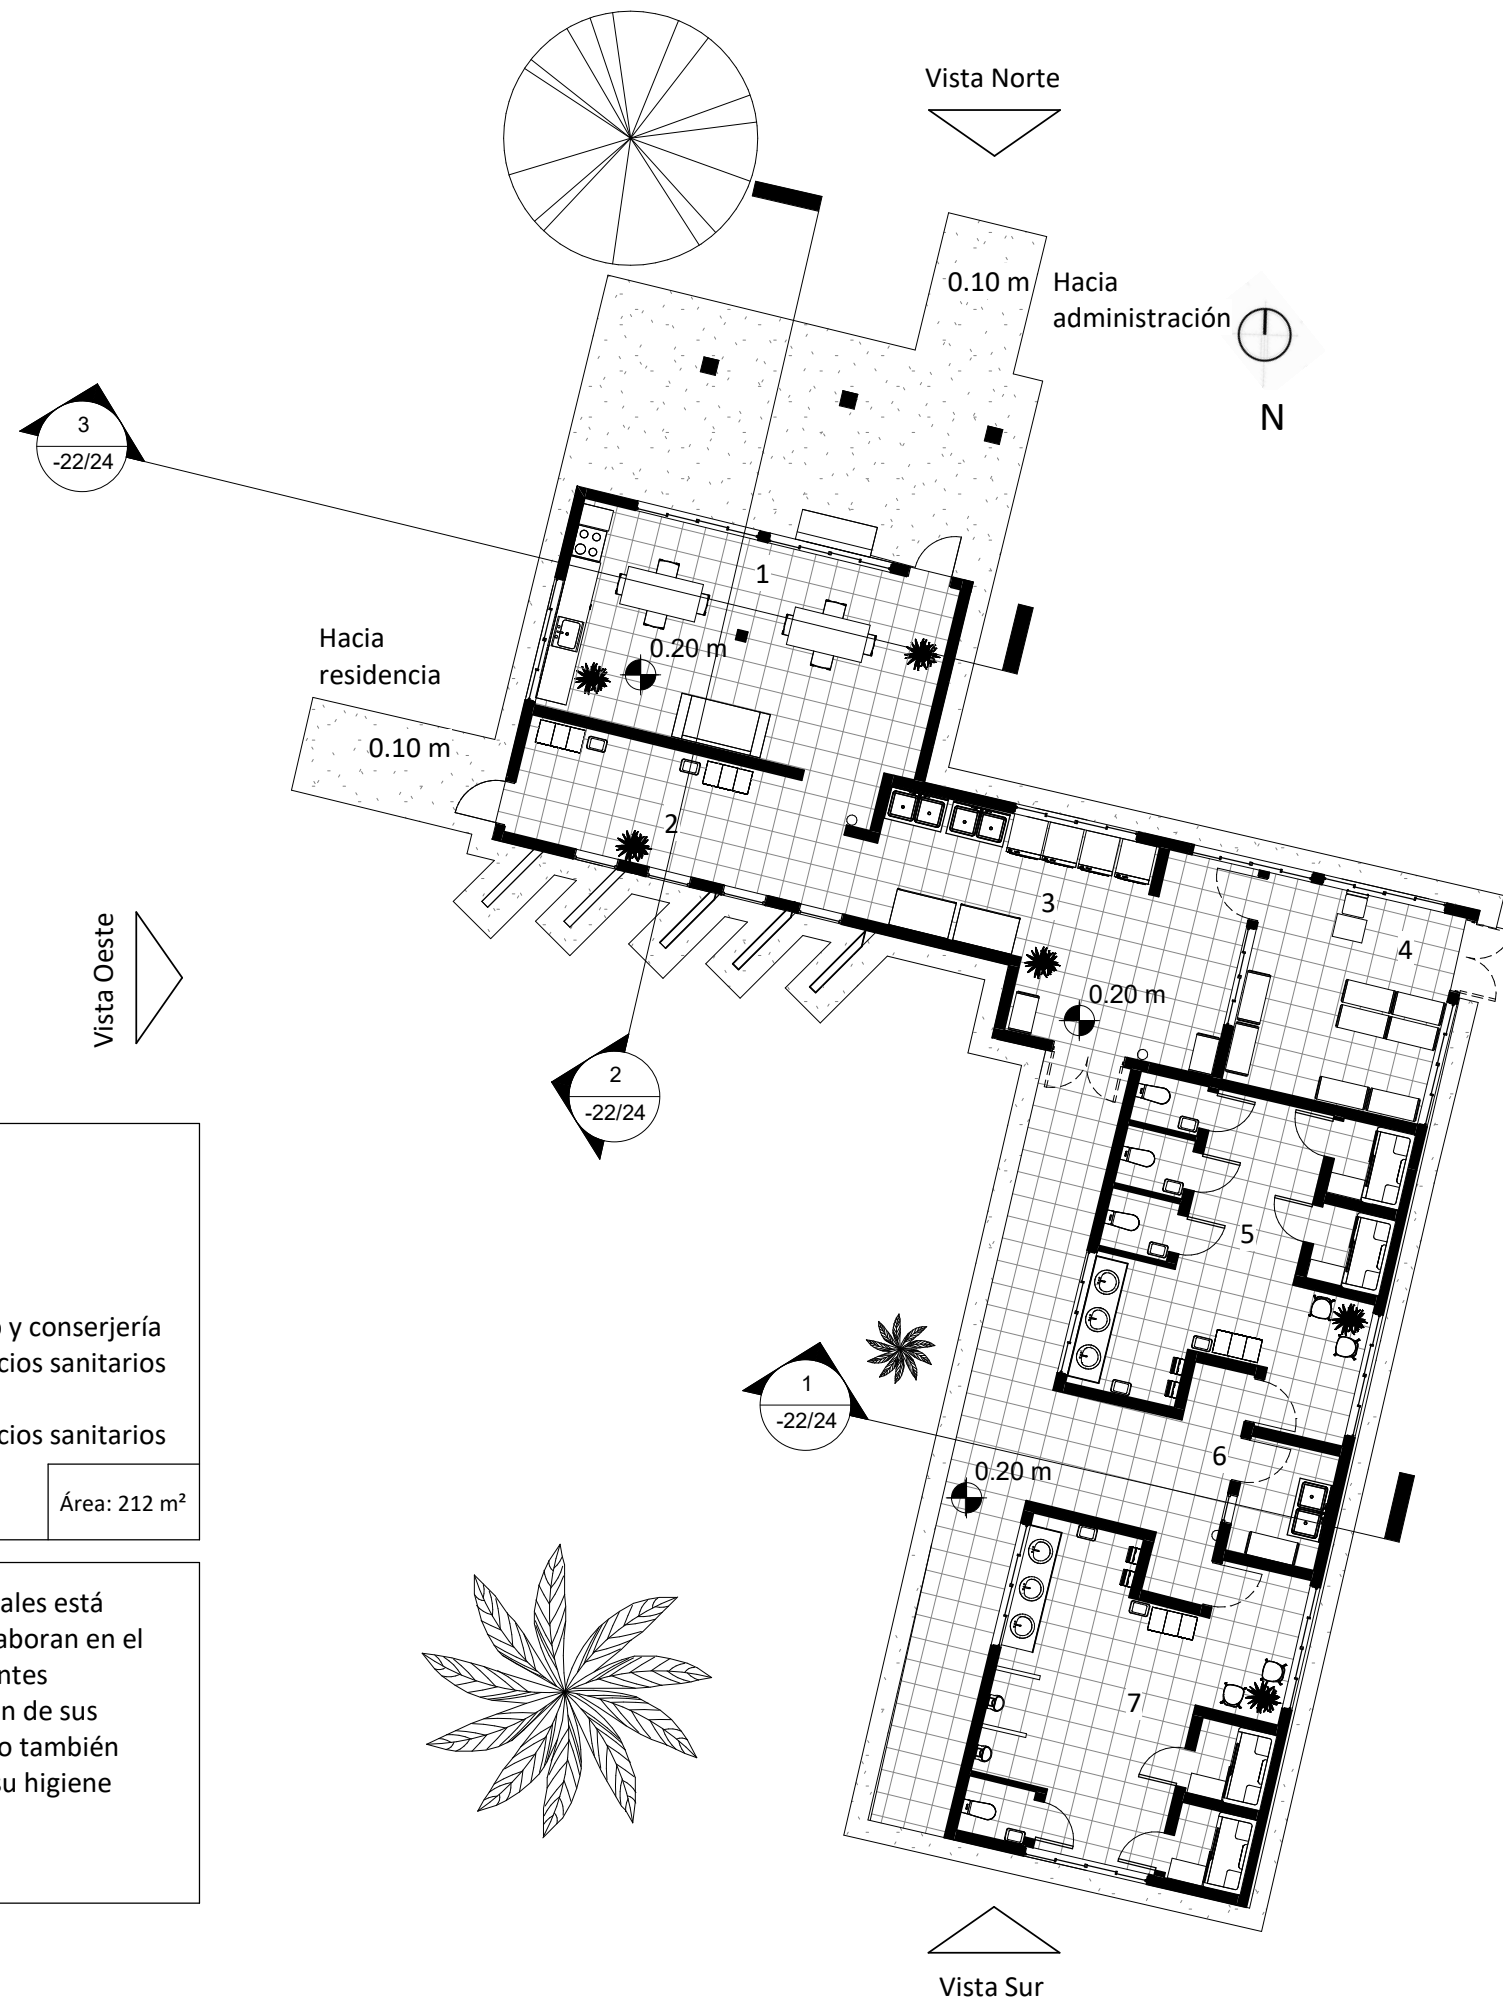 Vista Norte
0.10 m
Hacia
administración
N
3
-22/24
1
0.20 m
Hacia
residencia
0.10 m
2
3
4
0.20 m
Vista Oeste
2
-22/24
5
1
-22/24
6
0.20 m
7
y conserjería
cios sanitarios
cios sanitarios
Área: 212 m²
ales está
aboran en el
ntes
n de sus
o también
su higiene
Vista Sur